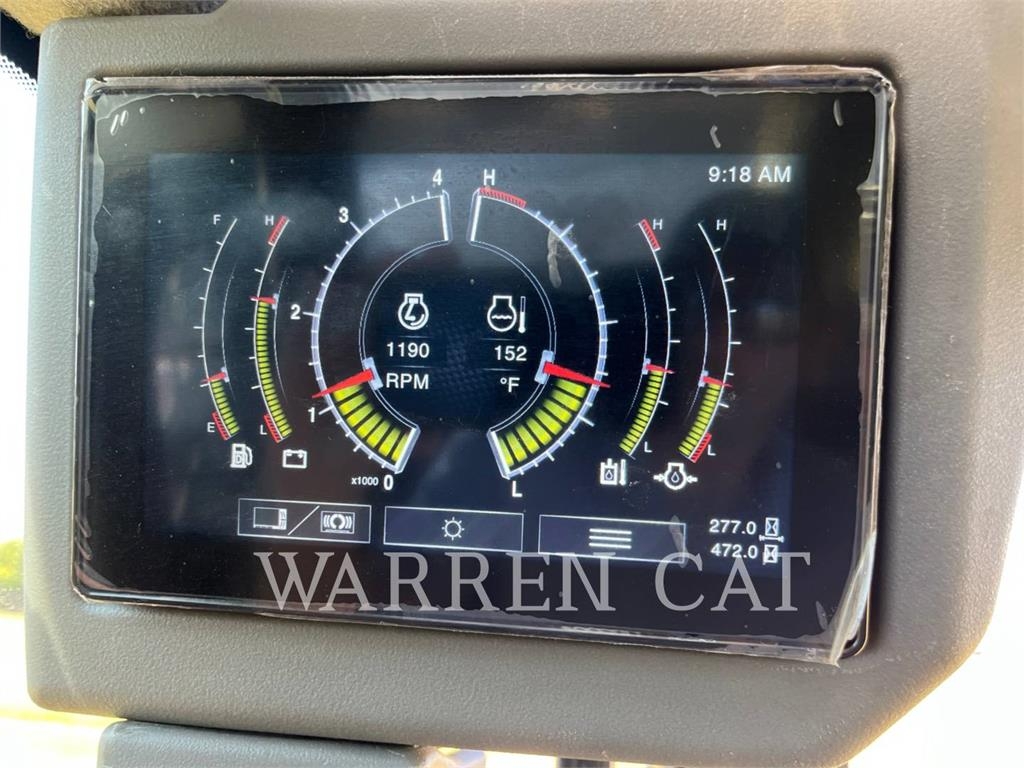 9:18 AM
F H 3 4 H H H
2
1190 152
RPM °F
1
E L L L
x1000 0 L
277.0
472.0
WARREN CAT